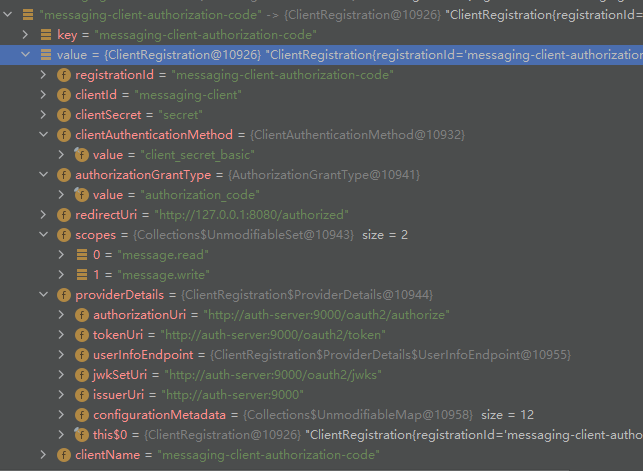 "messaging-client-authorization-code" -> {ClientRegistration@10926} "ClientRegistration{registrationId=
key = "messaging-client-authorization-code"
value = {ClientRegistration@10926} "ClientRegistration{registrationId='messaging-client-authorization
f registrationId = "messaging-client-authorization-code"
f clientId = "messaging-client"
f clientSecret = "secret"
f clientAuthenticationMethod = {ClientAuthenticationMethod@10932}
f value = "client_secret_basic"
f authorizationGrantType = {AuthorizationGrantType@10941}
f value = "authorization_code"
f redirectUri = "http://127.0.0.1:8080/authorized"
f scopes = {Collections$UnmodifiableSet@10943} size = 2
0 = "message.read"
1 = "message.write"
f providerDetails = {ClientRegistration$ProviderDetails@10944}
f authorizationUri = "http://auth-server:9000/oauth2/authorize"
f tokenUri = "http://auth-server:9000/oauth2/token"
f userInfoEndpoint = {ClientRegistration$ProviderDetails$UserInfoEndpoint@10955}
f jwkSetUri = "http://auth-server:9000/oauth2/jwks"
f issuerUri = "http://auth-server:9000"
f configurationMetadata = {Collections$UnmodifiableMap@10958} size = 12
f this$0 = {ClientRegistration@10926} "ClientRegistration{registrationId='messaging-client-autho
f clientName = "messaging-client-authorization-code"